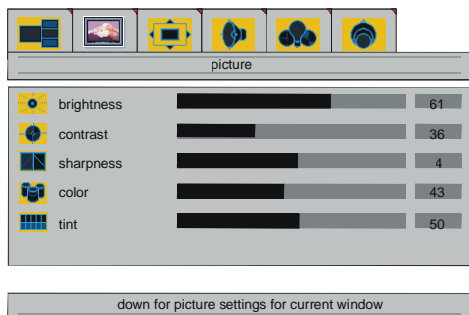 picture
brightness 61
contrast 36
sharpness 4
color 43
tint 50
down for picture settings for current window